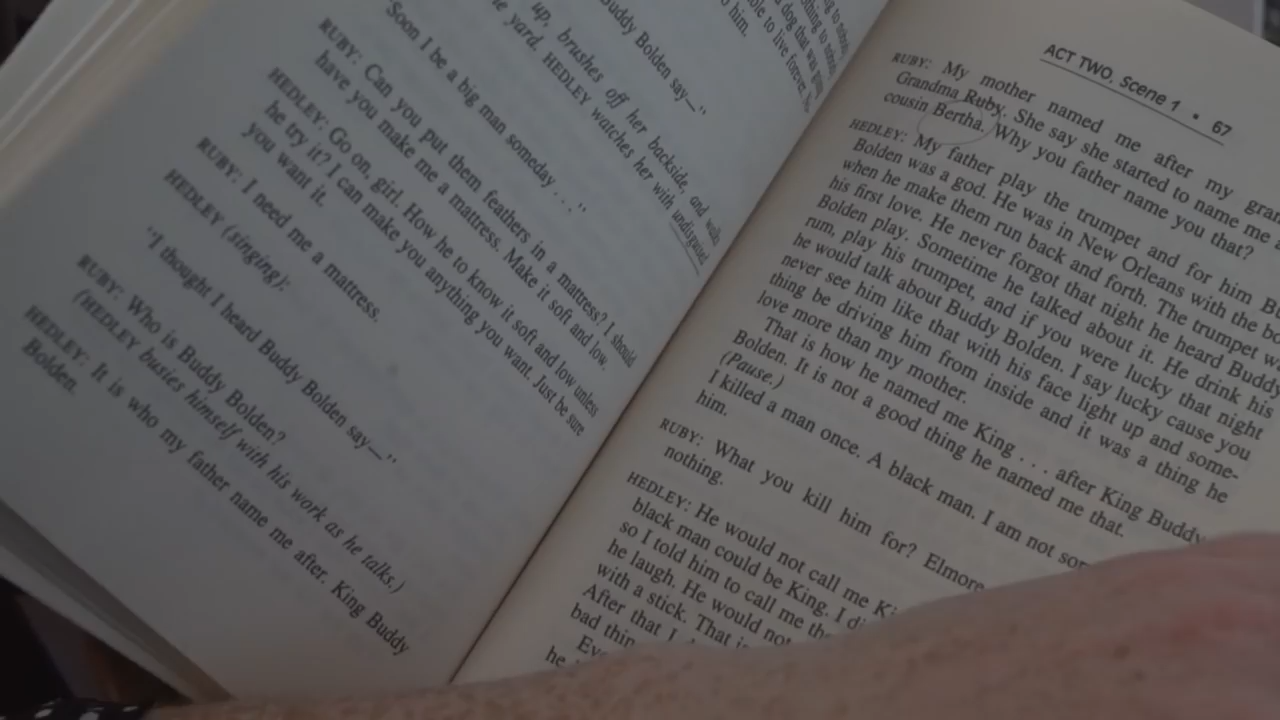 Buddy Bolden say—"
up, brushes off her backside, and walks
yard. HEDLEY watches her with undisguised
Soon I be a big man someday . . ."
RUBY: Can you put them feathers in a mattress? I should
have you make me a mattress. Make it soft and low.
HEDLEY: Go on, girl. How he to know it soft and low unless
he try it? I can make you anything you want. Just be sure
you want it.
RUBY: I need me a mattress.
HEDLEY (singing):
"I thought I heard Buddy Bolden say—"
RUBY: Who is Buddy Bolden?
(HEDLEY busies himself with his work as he talks.)
HEDLEY: It is who my father name me after. King Buddy
Bolden.
to live forever.
him.
dog that was
ACT TWO, Scene 1 • 67
RUBY: My mother named me after my
Grandma Ruby. She say she started to name me
cousin Bertha. Why you father name you that?
HEDLEY: My father play the trumpet and for him
Bolden was a god. He was in New Orleans with the
when he make them run back and forth. The trumpet
his first love. He never forgot that night he heard Buddy
Bolden play. Sometime he talked about it. He drink his
rum, play his trumpet, and if you were lucky that night
he would talk about Buddy Bolden. I say lucky cause you
never see him like that with his face light up and some-
thing be driving him from inside and it was a thing he
love more than my mother.
That is how he named me King . . . after King Buddy
Bolden. It is not a good thing he named me that.
(Pause.)
I killed a man once. A black man. I am not
him.
RUBY: What you kill him for? Elmore
nothing.
HEDLEY: He would not call me
black man could be King. I
so I told him to call me
he laugh. He would not
with a stick. That
After that I
bad
he